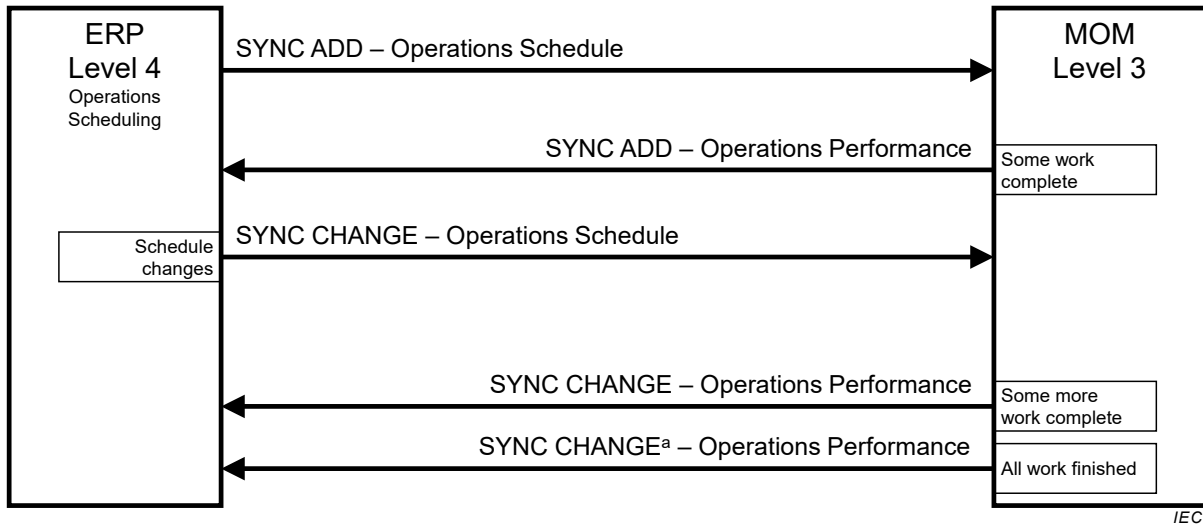 ERP
Level 4
Operations
Scheduling
MOM
Level 3
SYNC ADD – Operations Schedule
SYNC ADD – Operations Performance
Some work
complete
Schedule
changes
SYNC CHANGE – Operations Schedule
SYNC CHANGE – Operations Performance
Some more
work complete
SYNC CHANGEᵃ – Operations Performance
All work finished
IEC